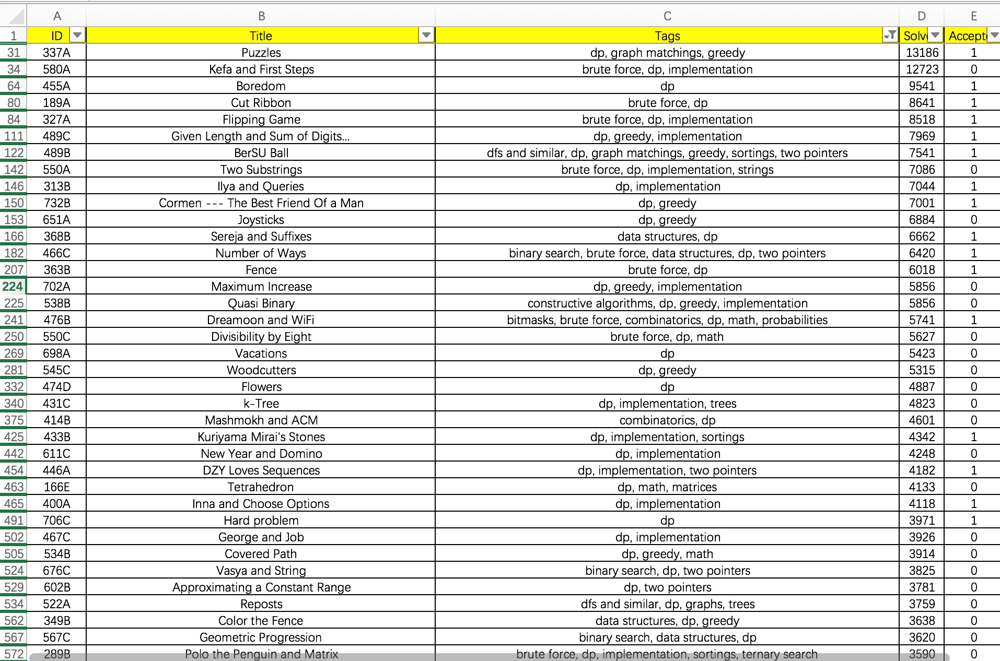 A B C D E
1 ID Title Tags Solv Accept
31 337A Puzzles dp, graph matchings, greedy 13186 1
34 580A Kefa and First Steps brute force, dp, implementation 12723 0
64 455A Boredom dp 9541 1
80 189A Cut Ribbon brute force, dp 8641 1
84 327A Flipping Game brute force, dp, implementation 8518 1
111 489C Given Length and Sum of Digits... dp, greedy, implementation 7969 1
122 489B BerSU Ball dfs and similar, dp, graph matchings, greedy, sortings, two pointers 7541 1
142 550A Two Substrings brute force, dp, implementation, strings 7086 0
146 313B Ilya and Queries dp, implementation 7044 1
150 732B Cormen --- The Best Friend Of a Man dp, greedy 7001 1
153 651A Joysticks dp, greedy 6884 0
166 368B Sereja and Suffixes data structures, dp 6662 1
182 466C Number of Ways binary search, brute force, data structures, dp, two pointers 6420 1
207 363B Fence brute force, dp 6018 1
224 702A Maximum Increase dp, greedy, implementation 5856 0
225 538B Quasi Binary constructive algorithms, dp, greedy, implementation 5856 0
241 476B Dreamoon and WiFi bitmasks, brute force, combinatorics, dp, math, probabilities 5741 1
250 550C Divisibility by Eight brute force, dp, math 5627 0
269 698A Vacations dp 5423 0
281 545C Woodcutters dp, greedy 5315 0
332 474D Flowers dp 4887 0
340 431C k-Tree dp, implementation, trees 4823 0
375 414B Mashmokh and ACM combinatorics, dp 4601 0
425 433B Kuriyama Mirai's Stones dp, implementation, sortings 4342 1
442 611C New Year and Domino dp, implementation 4248 0
454 446A DZY Loves Sequences dp, implementation, two pointers 4182 1
463 166E Tetrahedron dp, math, matrices 4133 0
465 400A Inna and Choose Options dp, implementation 4118 1
491 706C Hard problem dp 3971 1
502 467C George and Job dp, implementation 3926 0
505 534B Covered Path dp, greedy, math 3914 0
524 676C Vasya and String binary search, dp, two pointers 3825 0
529 602B Approximating a Constant Range dp, two pointers 3781 0
534 522A Reposts dfs and similar, dp, graphs, trees 3759 0
562 349B Color the Fence data structures, dp, greedy 3638 0
567 567C Geometric Progression binary search, data structures, dp 3620 0
572 289B Polo the Penguin and Matrix brute force, dp, implementation, sortings, ternary search 3590 0